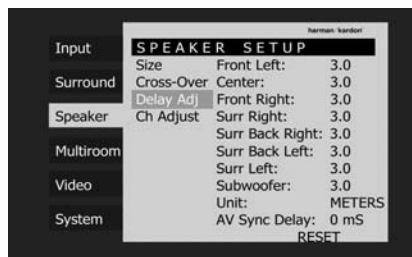 harman/kardon
SPEAKER SETUP
Input
Surround
Speaker
Multiroom
Video
System
Size
Cross-Over
Delay Adj
Ch Adjust
Front Left: 3.0
Center: 3.0
Front Right: 3.0
Surr Right: 3.0
Surr Back Right: 3.0
Surr Back Left: 3.0
Surr Left: 3.0
Subwoofer: 3.0
Unit: METERS
AV Sync Delay: 0 mS
RESET